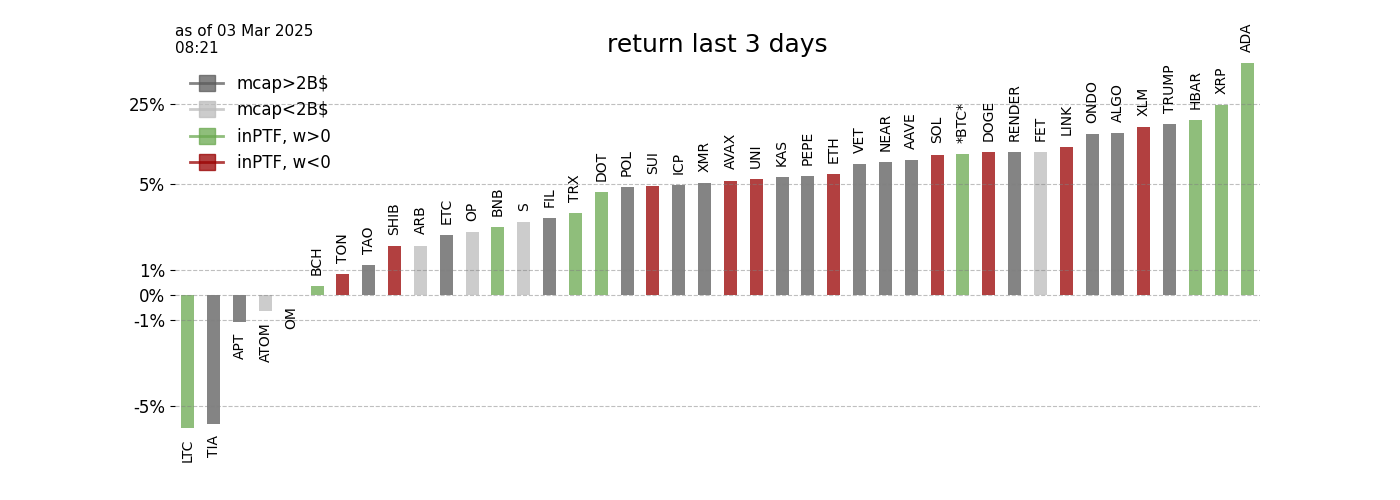 as of 03 Mar 2025
08:21
return last 3 days
mcap>2B$
mcap<2B$
inPTF, w>0
inPTF, w<0
25%
5%
1%
0%
-1%
-5%
LTC
TIA
APT
ATOM
OM
BCH
TON
TAO
SHIB
ARB
ETC
OP
BNB
S
FIL
TRX
DOT
POL
SUI
ICP
XMR
AVAX
UNI
KAS
PEPE
ETH
VET
NEAR
AAVE
SOL
*BTC*
DOGE
RENDER
FET
LINK
ONDO
ALGO
XLM
TRUMP
HBAR
XRP
ADA